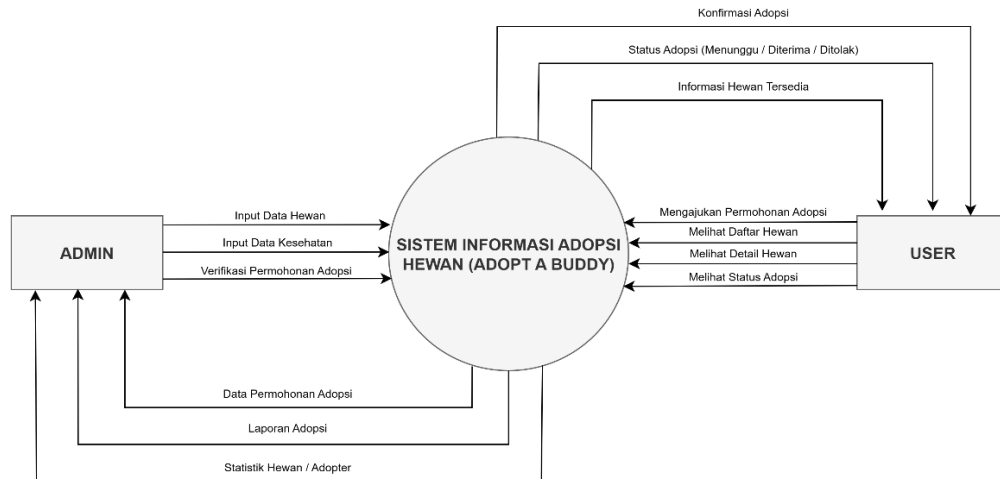 Konfirmasi Adopsi
Status Adopsi (Menunggu / Diterima / Ditolak)
Informasi Hewan Tersedia
Input Data Hewan
Input Data Kesehatan
Verifikasi Permohonan Adopsi
ADMIN
SISTEM INFORMASI ADOPSI
HEWAN (ADOPT A BUDDY)
Mengajukan Permohonan Adopsi
Melihat Daftar Hewan
Melihat Detail Hewan
Melihat Status Adopsi
USER
Data Permohonan Adopsi
Laporan Adopsi
Statistik Hewan / Adopter